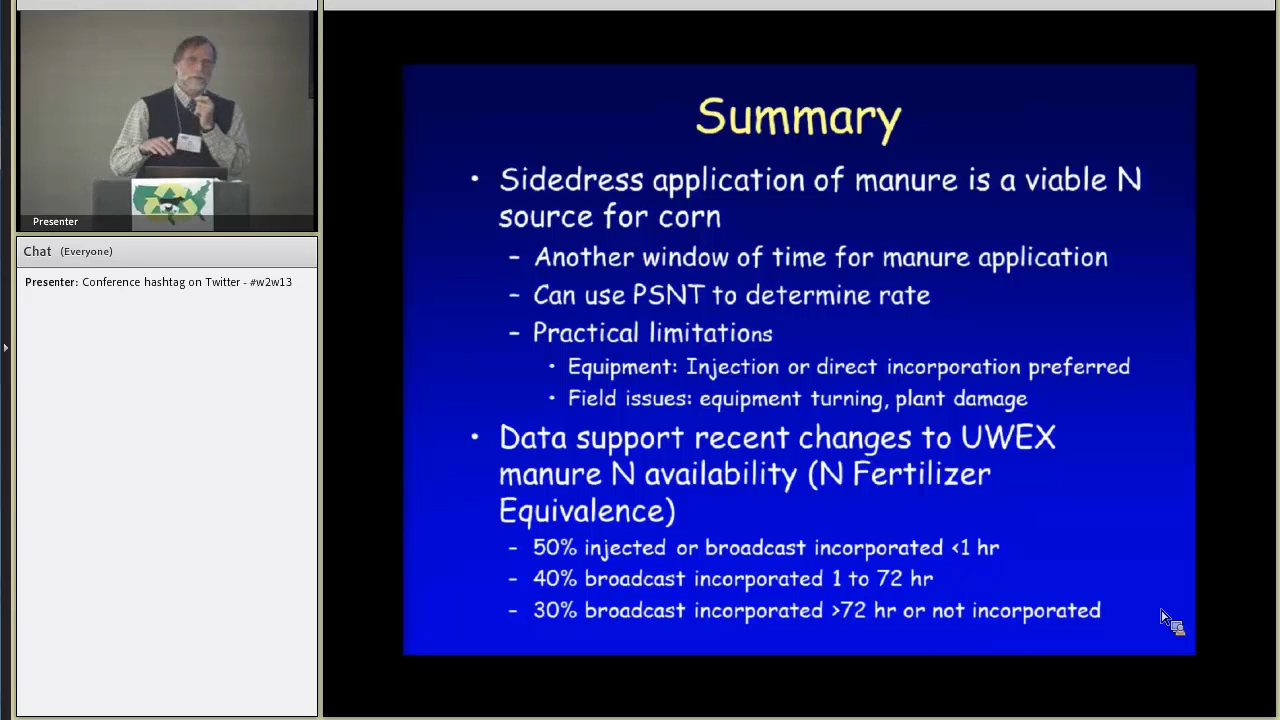 Presenter
Chat (Everyone)
Presenter: Conference hashtag on Twitter - #w2w13
Summary
• Sidedress application of manure is a viable N
source for corn
– Another window of time for manure application
– Can use PSNT to determine rate
– Practical limitations
• Equipment: Injection or direct incorporation preferred
• Field issues: equipment turning, plant damage
• Data support recent changes to UWEX
manure N availability (N Fertilizer
Equivalence)
– 50% injected or broadcast incorporated <1 hr
– 40% broadcast incorporated 1 to 72 hr
– 30% broadcast incorporated >72 hr or not incorporated